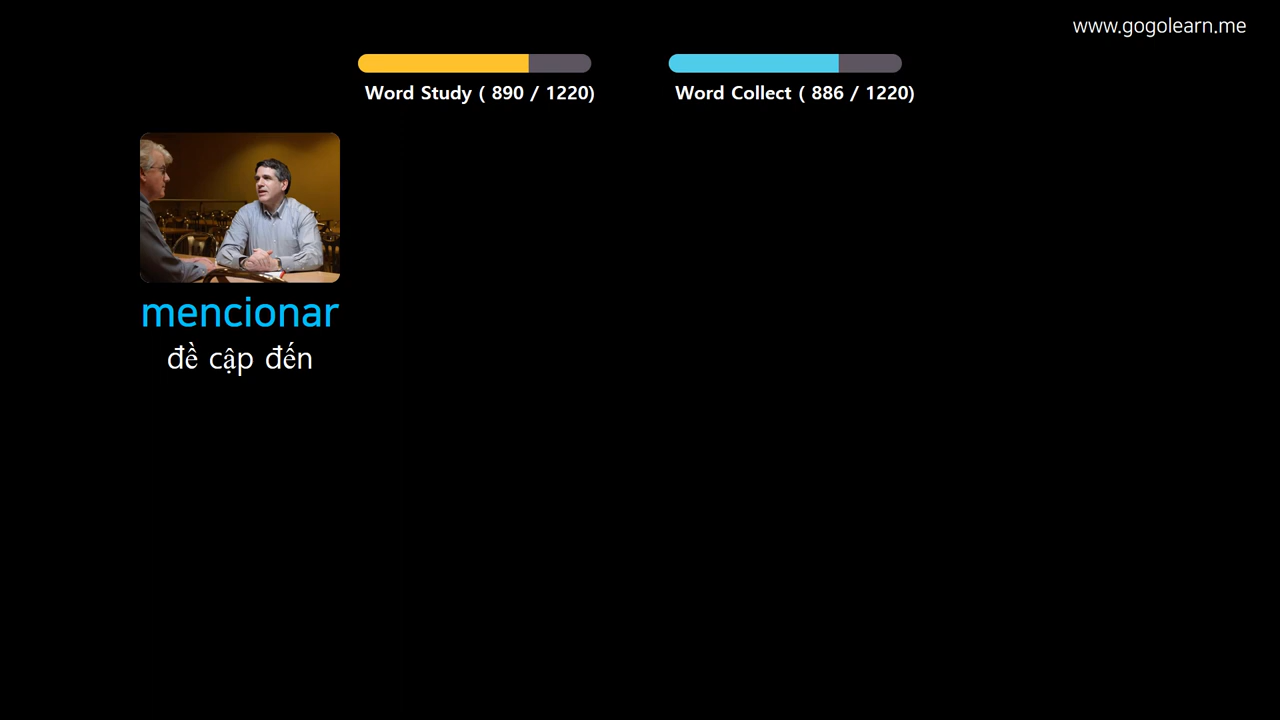 www.gogolearn.me
Word Study ( 890 / 1220)
Word Collect ( 886 / 1220)
mencionar
đề cập đến